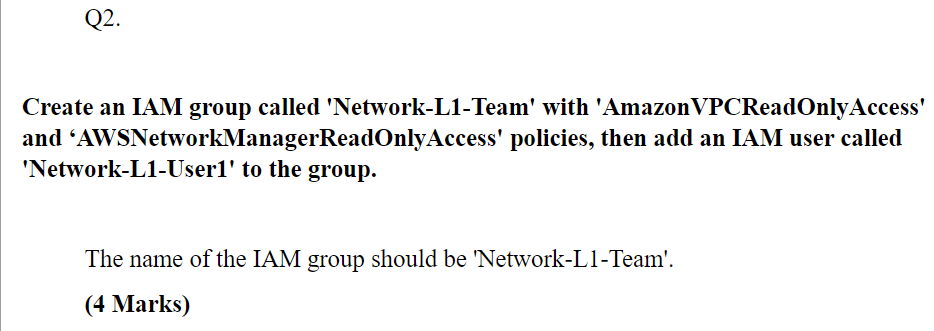 Q2.
Create an IAM group called 'Network-L1-Team' with 'AmazonVPCReadOnlyAccess'
and ‘AWSNetworkManagerReadOnlyAccess' policies, then add an IAM user called
'Network-L1-User1' to the group.
The name of the IAM group should be 'Network-L1-Team'.
(4 Marks)